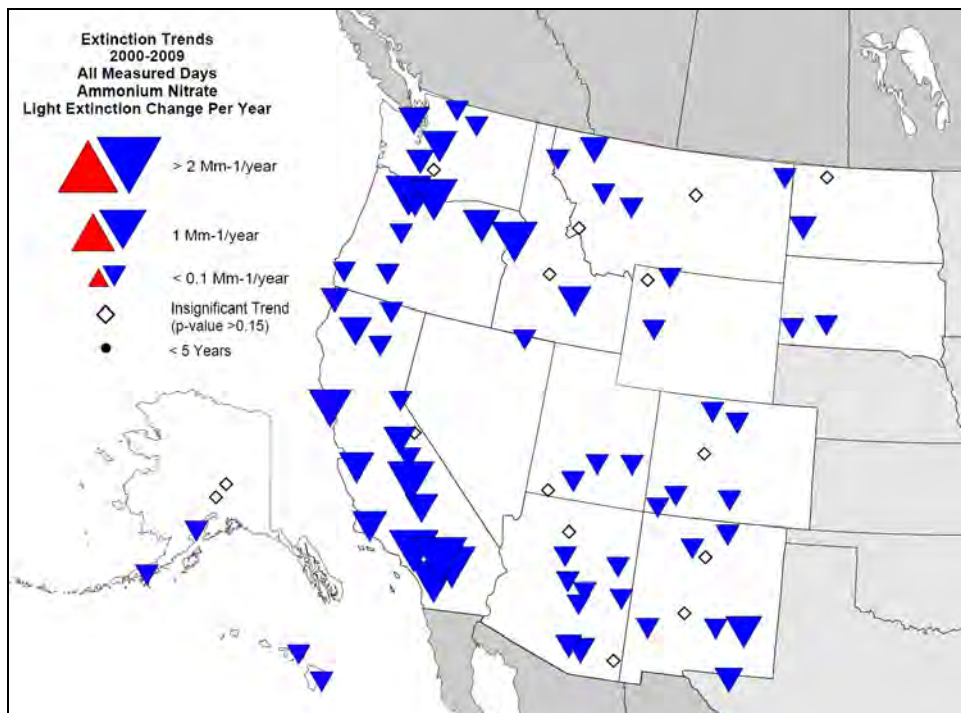 Extinction Trends
2000-2009
All Measured Days
Ammonium Nitrate
Light Extinction Change Per Year
> 2 Mm-1/year
1 Mm-1/year
< 0.1 Mm-1/year
Insignificant Trend
(p-value >0.15)
< 5 Years